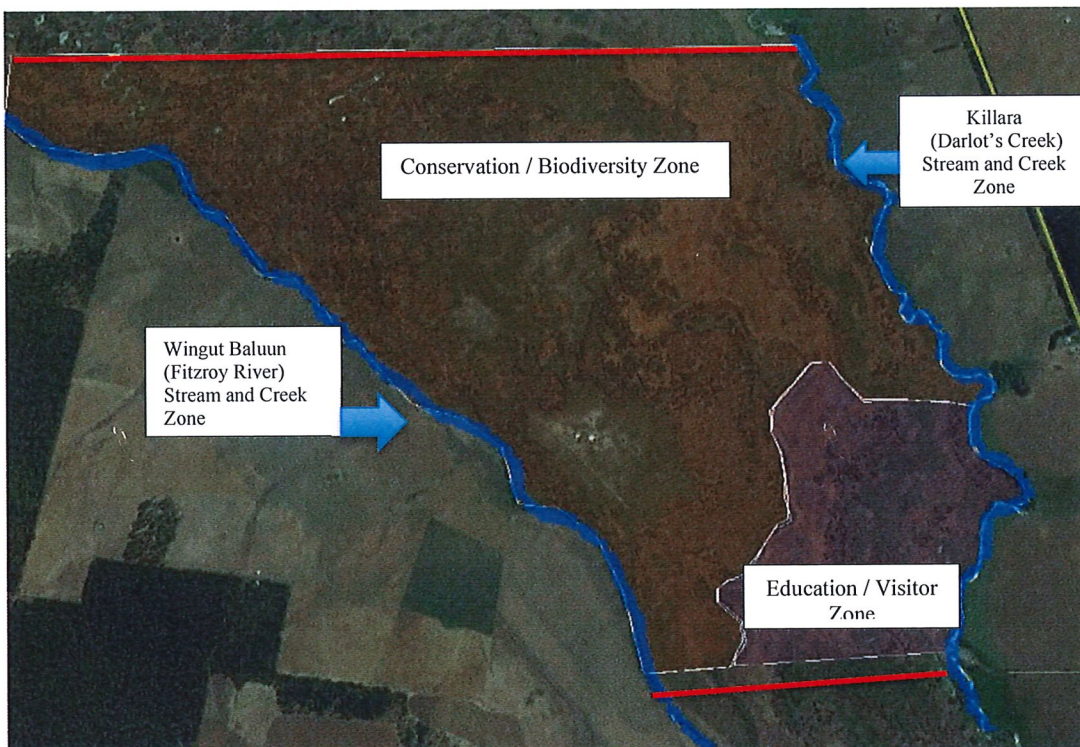 Conservation / Biodiversity Zone
Killara
(Darlot's Creek)
Stream and Creek
Zone
Wingut Baluun
(Fitzroy River)
Stream and Creek
Zone
Education / Visitor
Zone